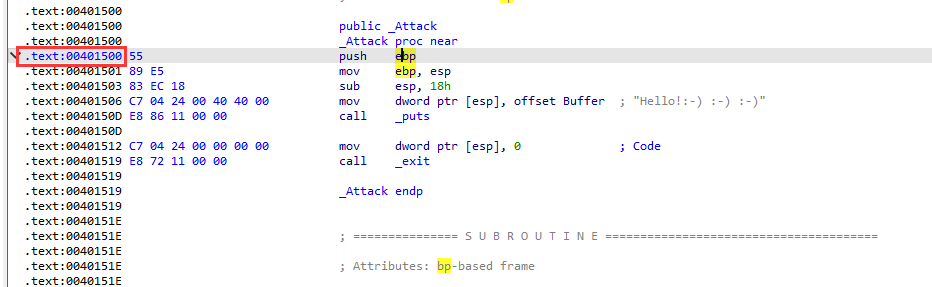 .text:00401500
.text:00401500 public _Attack
.text:00401500 _Attack proc near
.text:00401500 55 push ebp
.text:00401501 89 E5 mov ebp, esp
.text:00401503 83 EC 18 sub esp, 18h
.text:00401506 C7 04 24 00 40 40 00 mov dword ptr [esp], offset Buffer ; "Hello!:-) :-) :-)"
.text:0040150D E8 86 11 00 00 call _puts
.text:0040150D
.text:00401512 C7 04 24 00 00 00 00 mov dword ptr [esp], 0 ; Code
.text:00401519 E8 72 11 00 00 call _exit
.text:00401519
.text:00401519 _Attack endp
.text:00401519
.text:0040151E
.text:0040151E ; =============== S U B R O U T I N E =======================================
.text:0040151E
.text:0040151E ; Attributes: bp-based frame
.text:0040151E